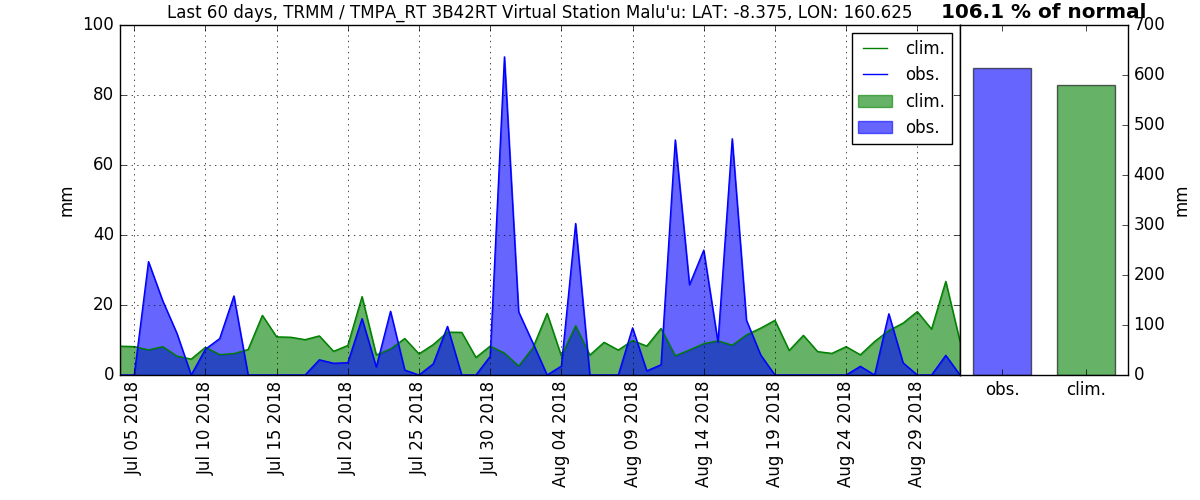 Last 60 days, TRMM / TMPA_RT 3B42RT Virtual Station Malu'u: LAT: -8.375, LON: 160.625
106.1 % of normal
100
80
60
40
20
0
mm
Jul 05 2018
Jul 10 2018
Jul 15 2018
Jul 20 2018
Jul 25 2018
Jul 30 2018
Aug 04 2018
Aug 09 2018
Aug 14 2018
Aug 19 2018
Aug 24 2018
Aug 29 2018
clim.
obs.
clim.
obs.
700
600
500
400
300
200
100
0
mm
obs.
clim.